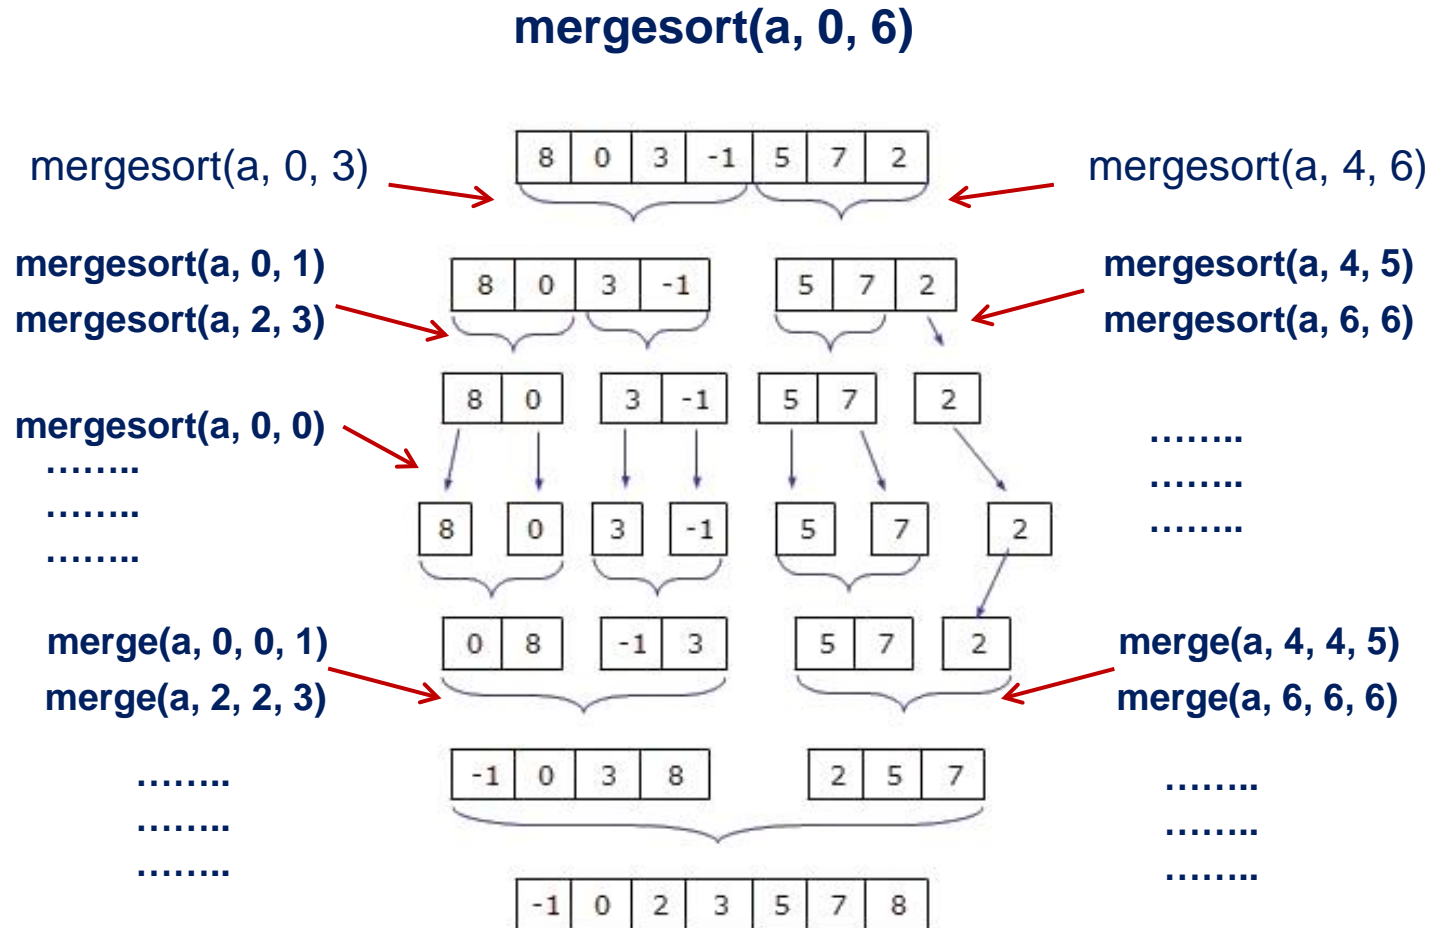 mergesort(a, 0, 6)
mergesort(a, 0, 3)
8 0 3 -1 5 7 2
mergesort(a, 4, 6)
mergesort(a, 0, 1)
mergesort(a, 2, 3)
8 0 3 -1
5 7 2
mergesort(a, 4, 5)
mergesort(a, 6, 6)
mergesort(a, 0, 0)
……..
……..
……..
8 0
3 -1
5 7
2
……..
……..
……..
8
0
3
-1
5
7
2
merge(a, 0, 0, 1)
merge(a, 2, 2, 3)
0 8
-1 3
5 7
2
merge(a, 4, 4, 5)
merge(a, 6, 6, 6)
……..
……..
……..
-1 0 3 8
2 5 7
……..
……..
……..
-1 0 2 3 5 7 8